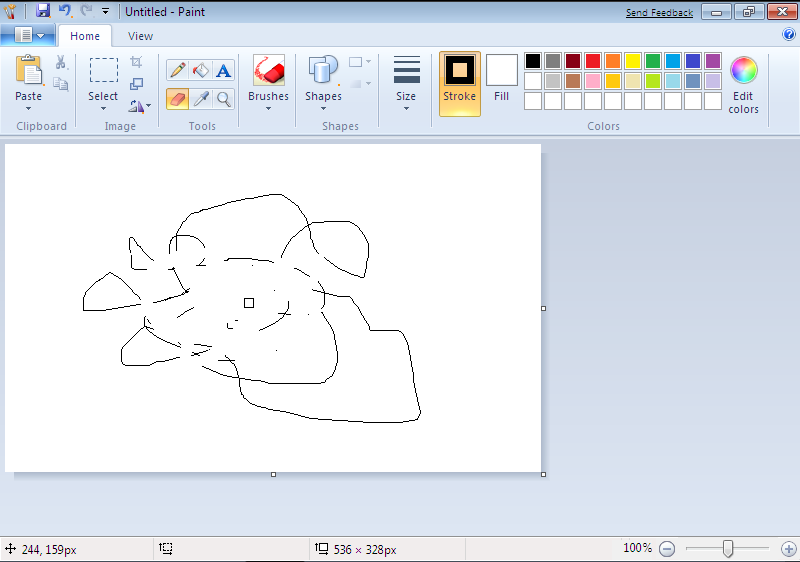 Untitled - Paint
Send Feedback
Home View
Paste Select Brushes Shapes Size Stroke Fill Edit colors
Clipboard Image Tools Shapes Colors
244, 159px 536 × 328px 100%